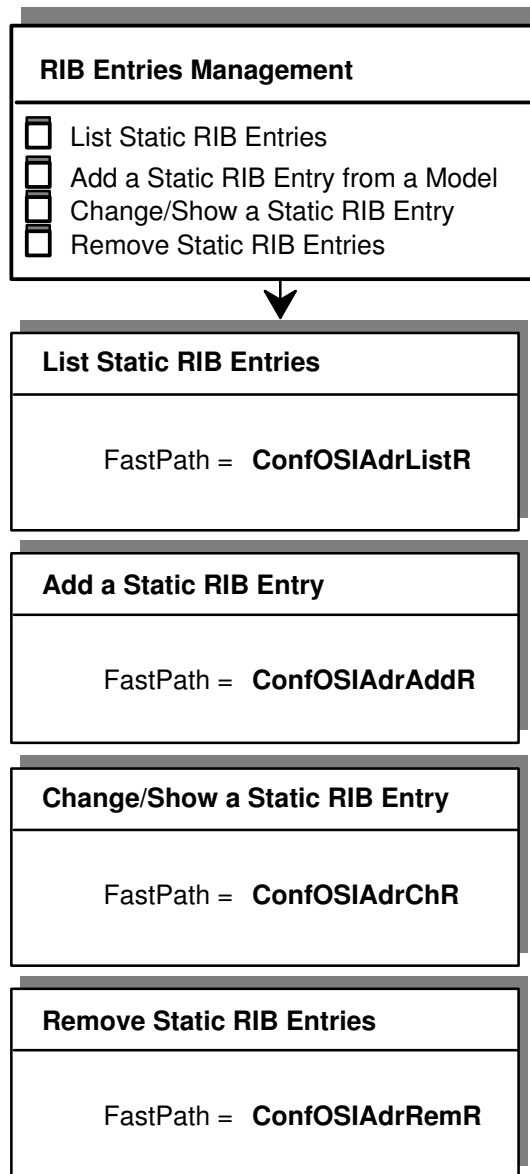 RIB Entries Management
List Static RIB Entries
Add a Static RIB Entry from a Model
Change/Show a Static RIB Entry
Remove Static RIB Entries
List Static RIB Entries
FastPath = ConfOSIAdrListR
Add a Static RIB Entry
FastPath = ConfOSIAdrAddR
Change/Show a Static RIB Entry
FastPath = ConfOSIAdrChR
Remove Static RIB Entries
FastPath = ConfOSIAdrRemR